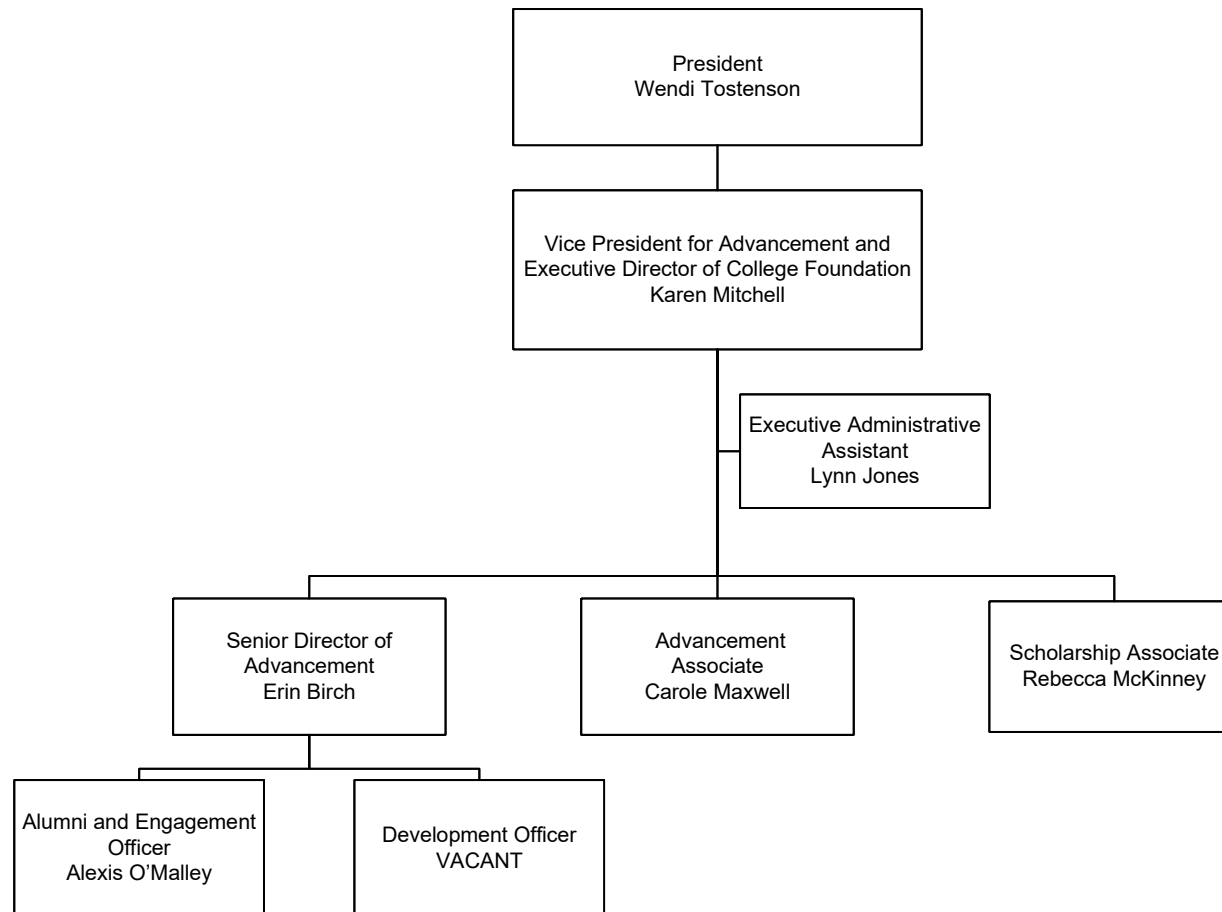 President
Wendi Tostenson
Vice President for Advancement and
Executive Director of College Foundation
Karen Mitchell
Executive Administrative
Assistant
Lynn Jones
Senior Director of
Advancement
Erin Birch
Advancement
Associate
Carole Maxwell
Scholarship Associate
Rebecca McKinney
Alumni and Engagement
Officer
Alexis O’Malley
Development Officer
VACANT